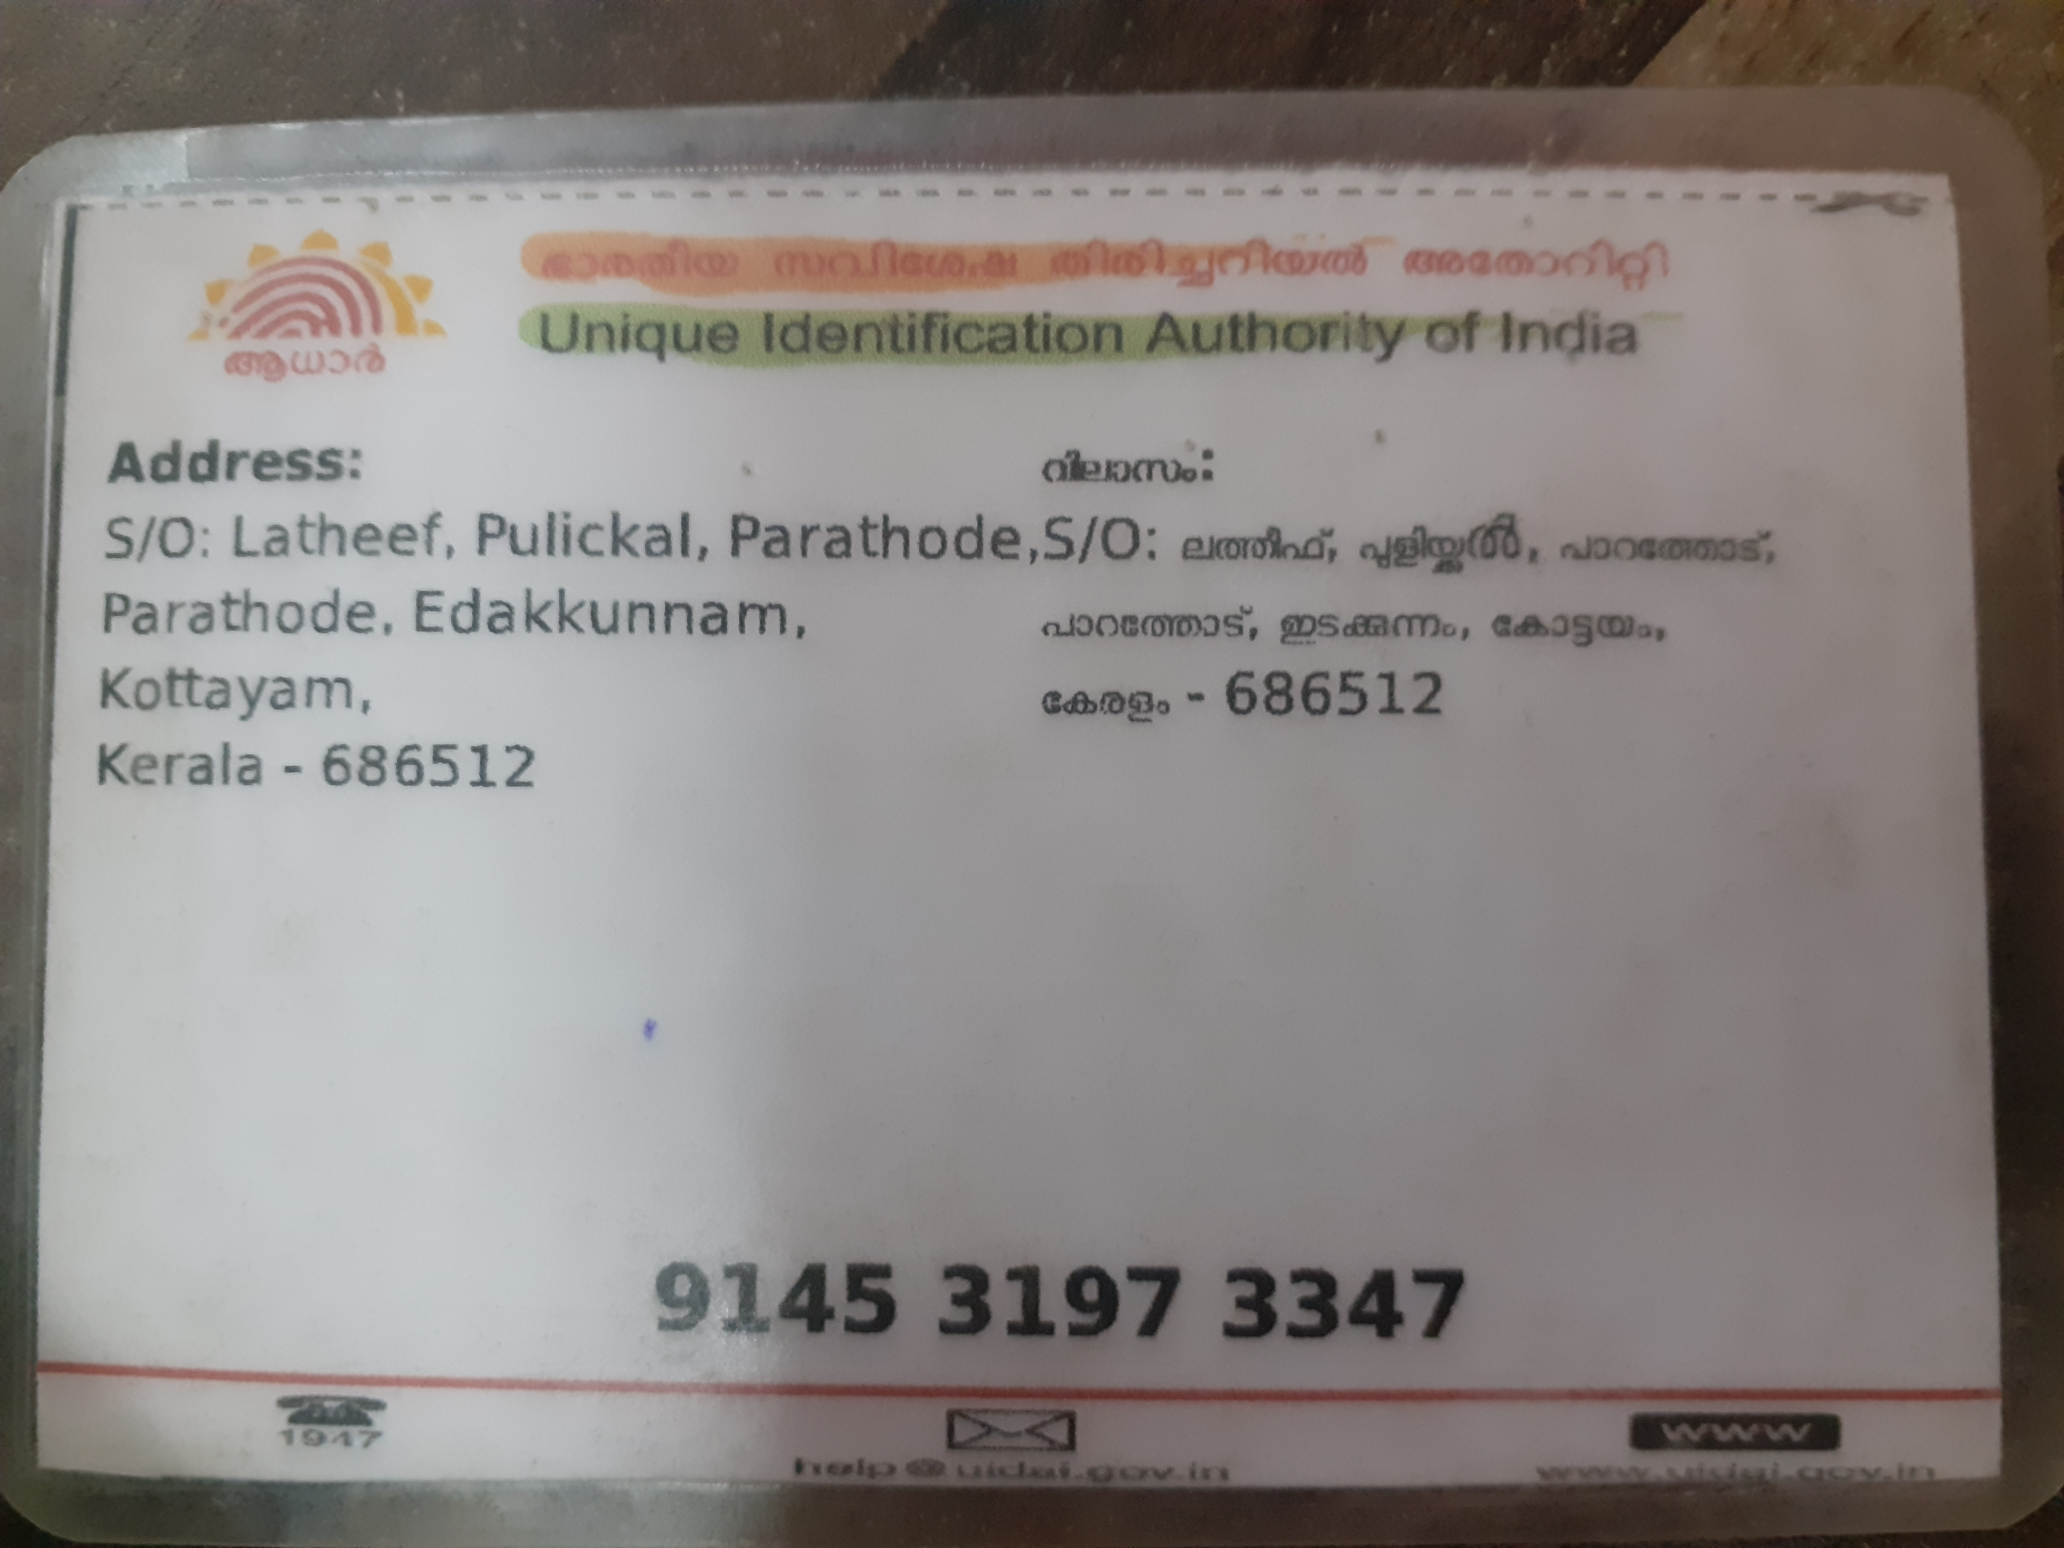 ഭാരതീയ സവിശേഷ തിരിച്ചറിയൽ അതോറിറ്റി
Unique Identification Authority of India
ആധാർ
Address:
S/O: Latheef, Pulickal, Parathode,
Parathode, Edakkunnam,
Kottayam,
Kerala - 686512
വിലാസം:
S/O: ലത്തീഫ്, പുളിയ്ക്കൽ, പാറത്തോട്,
പാറത്തോട്, ഇടക്കുന്നം, കോട്ടയം,
കേരളം - 686512
9145 3197 3347
1947
help@uidai.gov.in
www
www.uidai.gov.in